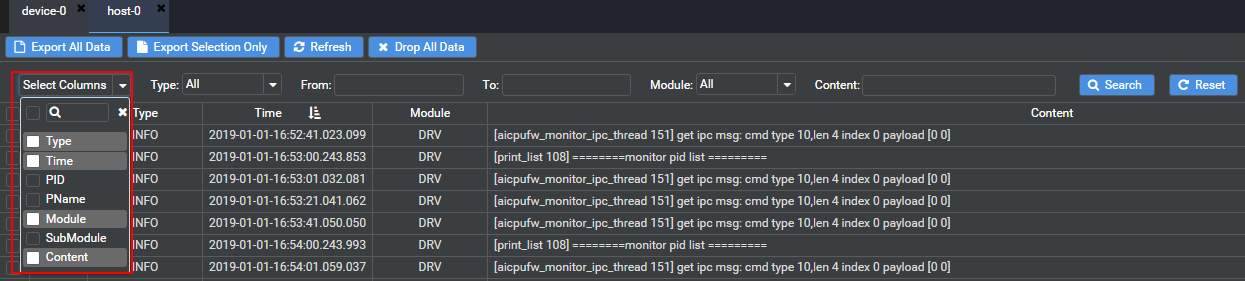 device-0 host-0
Export All Data Export Selection Only Refresh Drop All Data
Select Columns Type: All From: To: Module: All Content: Search Reset
Type Time Module Content
INFO 2019-01-01-16:52:41.023.099 DRV [aicpufw_monitor_ipc_thread 151] get ipc msg: cmd type 10,len 4 index 0 payload [0 0]
INFO 2019-01-01-16:53:00.243.853 DRV [print_list 108] ========monitor pid list =========
INFO 2019-01-01-16:53:01.032.081 DRV [aicpufw_monitor_ipc_thread 151] get ipc msg: cmd type 10,len 4 index 0 payload [0 0]
INFO 2019-01-01-16:53:21.041.062 DRV [aicpufw_monitor_ipc_thread 151] get ipc msg: cmd type 10,len 4 index 0 payload [0 0]
INFO 2019-01-01-16:53:41.050.050 DRV [aicpufw_monitor_ipc_thread 151] get ipc msg: cmd type 10,len 4 index 0 payload [0 0]
INFO 2019-01-01-16:54:00.243.993 DRV [print_list 108] ========monitor pid list =========
INFO 2019-01-01-16:54:01.059.037 DRV [aicpufw_monitor_ipc_thread 151] get ipc msg: cmd type 10,len 4 index 0 payload [0 0]
Type
Time
PID
PName
Module
SubModule
Content